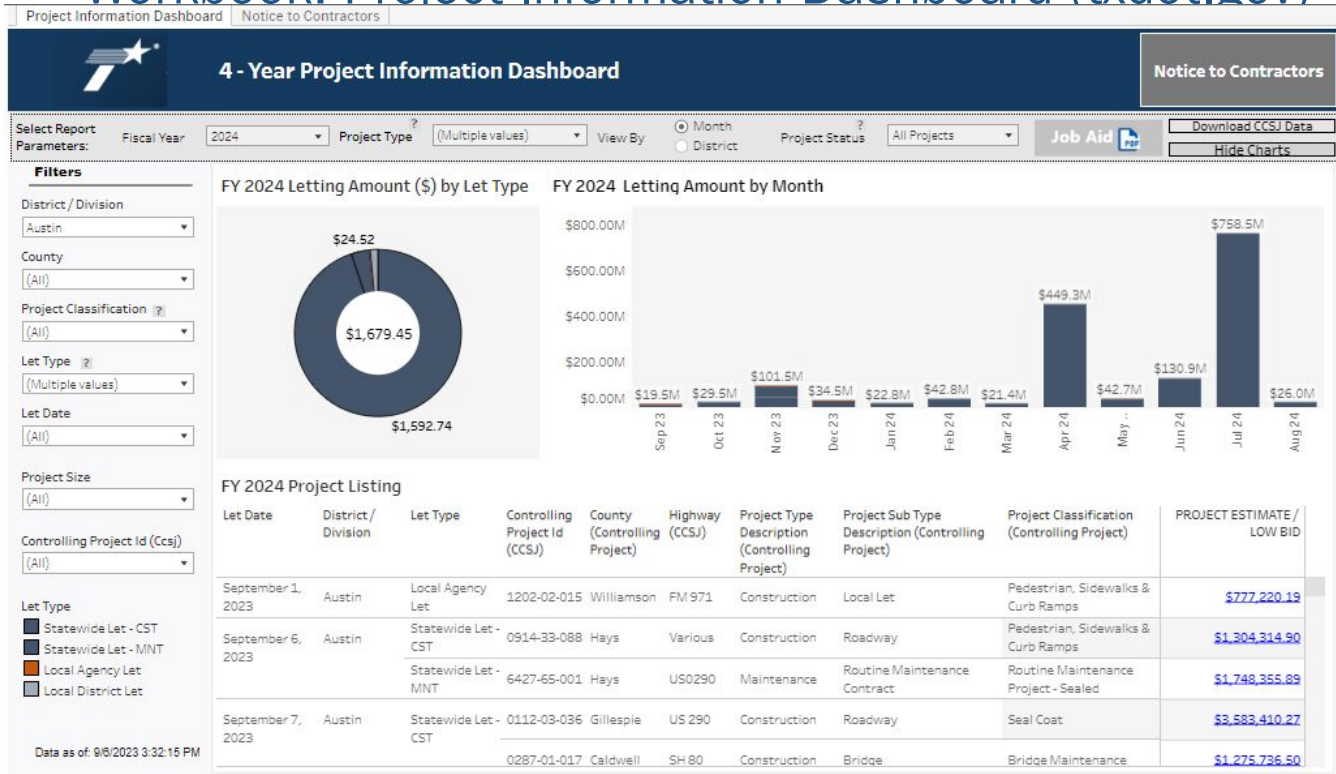 Workbook: Project Information Dashboard (txdot.gov)
Project Information Dashboard Notice to Contractors
4 - Year Project Information Dashboard
Notice to Contractors
Select Report Parameters:
Fiscal Year 2024
Project Type ? (Multiple values)
View By Month District
Project Status ? All Projects
Job Aid PDF
Download CCSJ Data
Hide Charts
Filters
District / Division
Austin
County
(All)
Project Classification ?
(All)
Let Type ?
(Multiple values)
Let Date
(All)
Project Size
(All)
Controlling Project Id (Ccsj)
(All)
Let Type
Statewide Let - CST
Statewide Let - MNT
Local Agency Let
Local District Let
Data as of: 9/6/2023 3:32:15 PM
FY 2024 Letting Amount ($) by Let Type
$24.52
$1,679.45
$1,592.74
FY 2024 Letting Amount by Month
$800.00M
$600.00M
$400.00M
$200.00M
$0.00M
$19.5M $29.5M $101.5M $34.5M $22.8M $42.8M $21.4M $449.3M $42.7M $130.9M $758.5M $26.0M
Sep 23 Oct 23 Nov 23 Dec 23 Jan 24 Feb 24 Mar 24 Apr 24 May .. Jun 24 Jul 24 Aug 24
FY 2024 Project Listing
Let Date District / Division Let Type Controlling Project Id (CCSJ) County (Controlling Project) Highway (CCSJ) Project Type Description (Controlling Project) Project Sub Type Description (Controlling Project) Project Classification (Controlling Project) PROJECT ESTIMATE / LOW BID
September 1, 2023 Austin Local Agency Let 1202-02-015 Williamson FM 971 Construction Local Let Pedestrian, Sidewalks & Curb Ramps $777,220.19
September 6, 2023 Austin Statewide Let - CST 0914-33-088 Hays Various Construction Roadway Pedestrian, Sidewalks & Curb Ramps $1,304,314.90
Statewide Let - MNT 6427-65-001 Hays US0290 Maintenance Routine Maintenance Contract Routine Maintenance Project - Sealed $1,748,355.89
September 7, 2023 Austin Statewide Let - CST 0112-03-036 Gillespie US 290 Construction Roadway Seal Coat $3,583,410.27
0287-01-017 Caldwell SH 80 Construction Bridge Bridge Maintenance $1,275,736.50